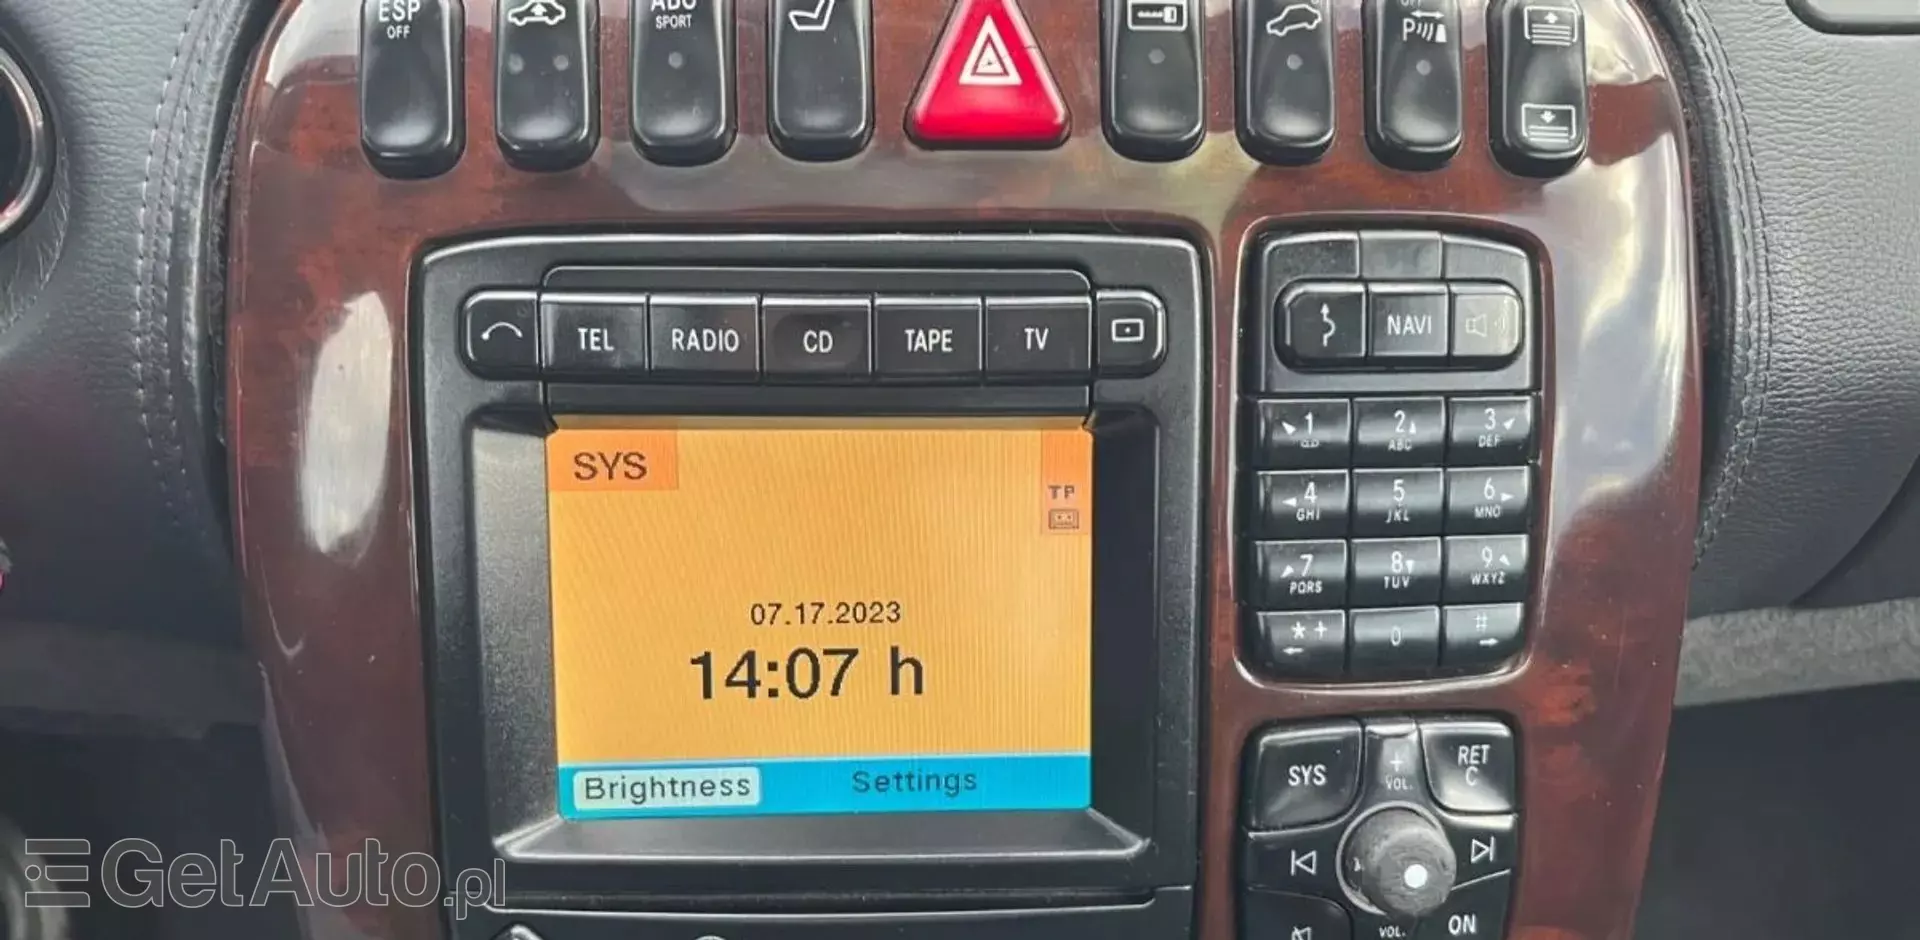 ESP
OFF
ABC
SPORT
OFF
P
TEL RADIO CD TAPE TV
NAVI
SYS
TP
07.17.2023
14:07 h
Brightness Settings
1 2 3
ABC DEF
4 5 6
GHI JKL MNO
7 8 9
PQRS TUV WXYZ
* + 0 #
SYS + RET
VOL. C
ON
VOL.
GetAuto.pl